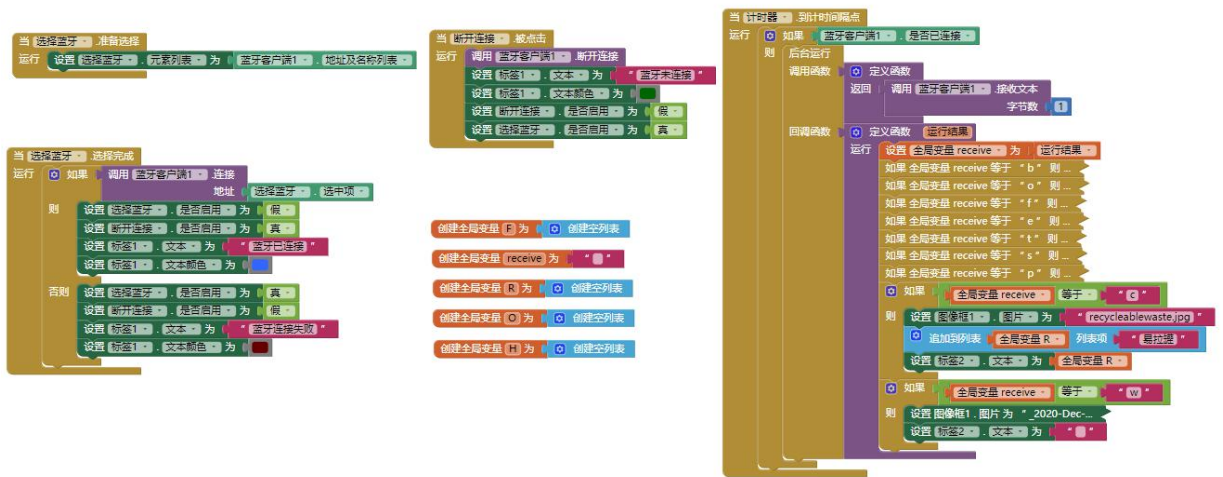 当 选择蓝牙 .准备选择
运行 设置 选择蓝牙 . 元素列表 为 蓝牙客户端1 . 地址及名称列表
当 选择蓝牙 .选择完成
运行 如果 调用 蓝牙客户端1 .连接
地址 选择蓝牙 . 选中项
则 设置 选择蓝牙 . 是否启用 为 假
设置 断开连接 . 是否启用 为 真
设置 标签1 . 文本 为 " 蓝牙已连接 "
设置 标签1 . 文本颜色 为
否则 设置 选择蓝牙 . 是否启用 为 真
设置 断开连接 . 是否启用 为 假
设置 标签1 . 文本 为 " 蓝牙连接失败 "
设置 标签1 . 文本颜色 为
当 断开连接 .被点击
运行 调用 蓝牙客户端1 .断开连接
设置 标签1 . 文本 为 " 蓝牙未连接 "
设置 标签1 . 文本颜色 为
设置 断开连接 . 是否启用 为 假
设置 选择蓝牙 . 是否启用 为 真
创建全局变量 F 为 创建空列表
创建全局变量 receive 为 " "
创建全局变量 R 为 创建空列表
创建全局变量 O 为 创建空列表
创建全局变量 H 为 创建空列表
当 计时器 .到计时间隔点
运行 如果 蓝牙客户端1 . 是否已连接
则 后台运行
调用函数 定义函数
返回 调用 蓝牙客户端1 .接收文本
字节数 1
回调函数 定义函数 运行结果
运行 设置 全局变量 receive 为 运行结果
如果 全局变量 receive 等于 "b" 则 ...
如果 全局变量 receive 等于 "o" 则 ...
如果 全局变量 receive 等于 "f" 则 ...
如果 全局变量 receive 等于 "e" 则 ...
如果 全局变量 receive 等于 "t" 则 ...
如果 全局变量 receive 等于 "s" 则 ...
如果 全局变量 receive 等于 "p" 则 ...
如果 全局变量 receive 等于 " c "
则 设置 图像框1 . 图片 为 " recycleablewaste.jpg "
追加到列表 全局变量 R 列表项 " 易拉罐 "
设置 标签2 . 文本 为 全局变量 R
如果 全局变量 receive 等于 " w "
则 设置 图像框1 . 图片 为 "_2020-Dec-...
设置 标签2 . 文本 为 " "